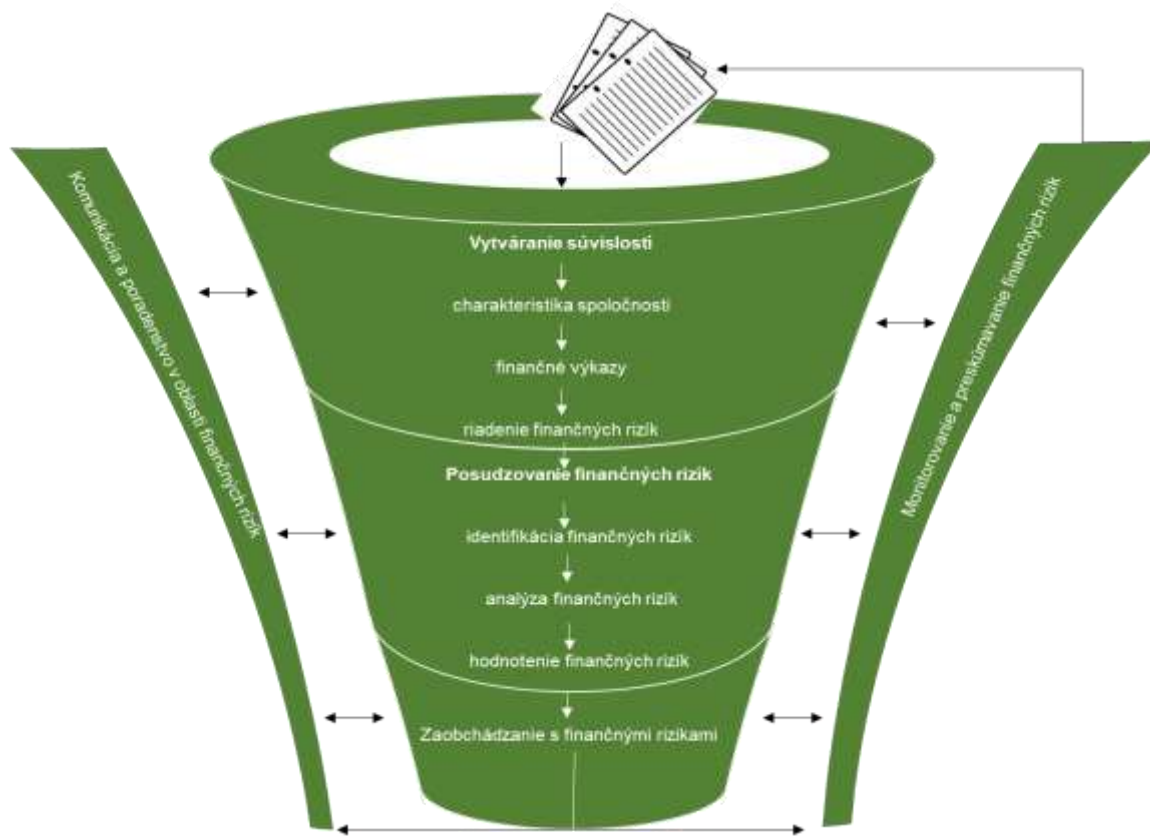 Komunikácia a poradenstvo v oblasti finančných rizík
Vytváranie súvislostí
charakteristika spoločnosti
finančné výkazy
riadenie finančných rizík
Posudzovanie finančných rizík
identifikácia finančných rizík
analýza finančných rizík
hodnotenie finančných rizík
Zaobchádzanie s finančnými rizikami
Monitorovanie a preskúmavanie finančných rizík